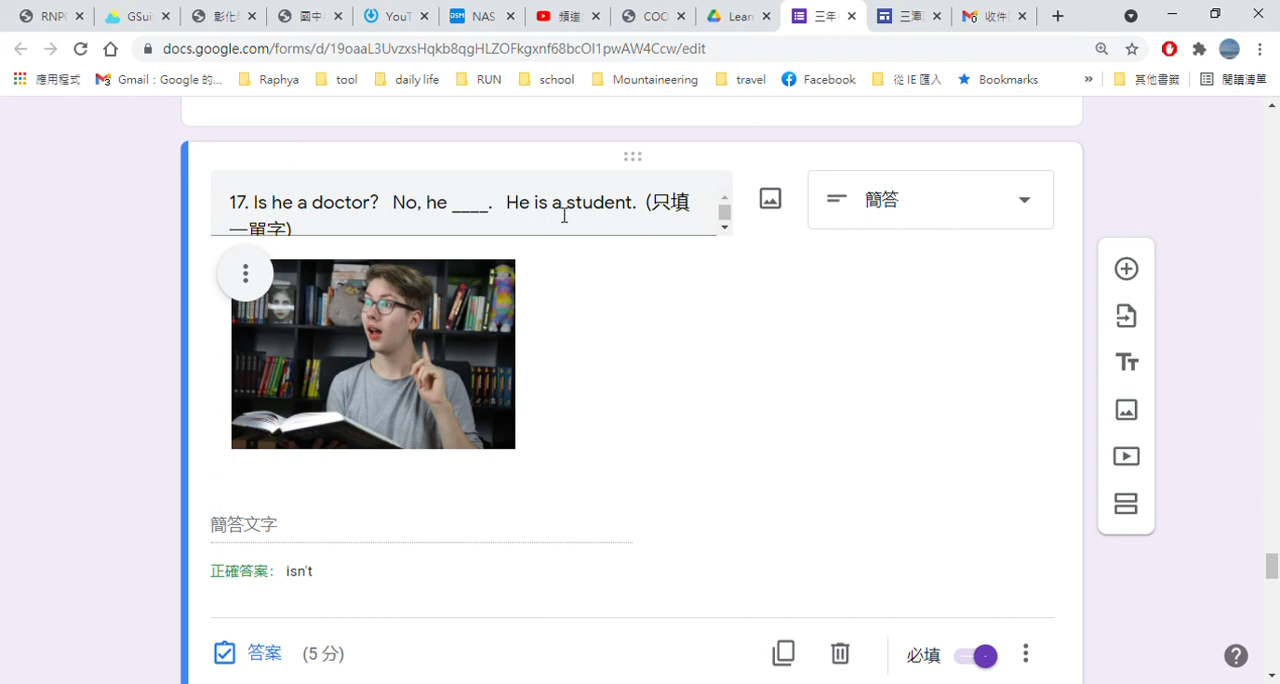 RNPC
GSui
彰化
國中
YouT
NAS
頻道
COC
Lear
三年
三潭
收件
docs.google.com/forms/d/19oaaL3UvzxsHqkb8qgHLZOFkgxnf68bcOl1pwAW4Ccw/edit
應用程式
Gmail：Google 的...
Raphya
tool
daily life
RUN
school
Mountaineering
travel
Facebook
從 IE 匯入
Bookmarks
»
其他書籤
閱讀清單
17. Is he a doctor?   No, he ____.   He is a student.  (只填
一單字)
簡答
簡答文字
正確答案： isn't
答案 (5 分)
必填